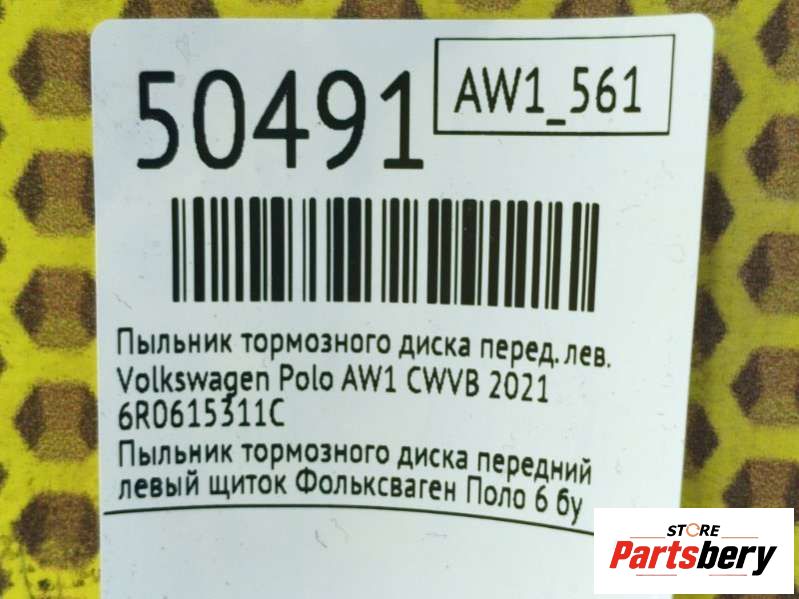 50491
AW1_561
Пыльник тормозного диска перед. лев.
Volkswagen Polo AW1 CWVB 2021
6R0615311C
Пыльник тормозного диска передний
левый щиток Фольксваген Поло 6 бу
STORE
Partsbery